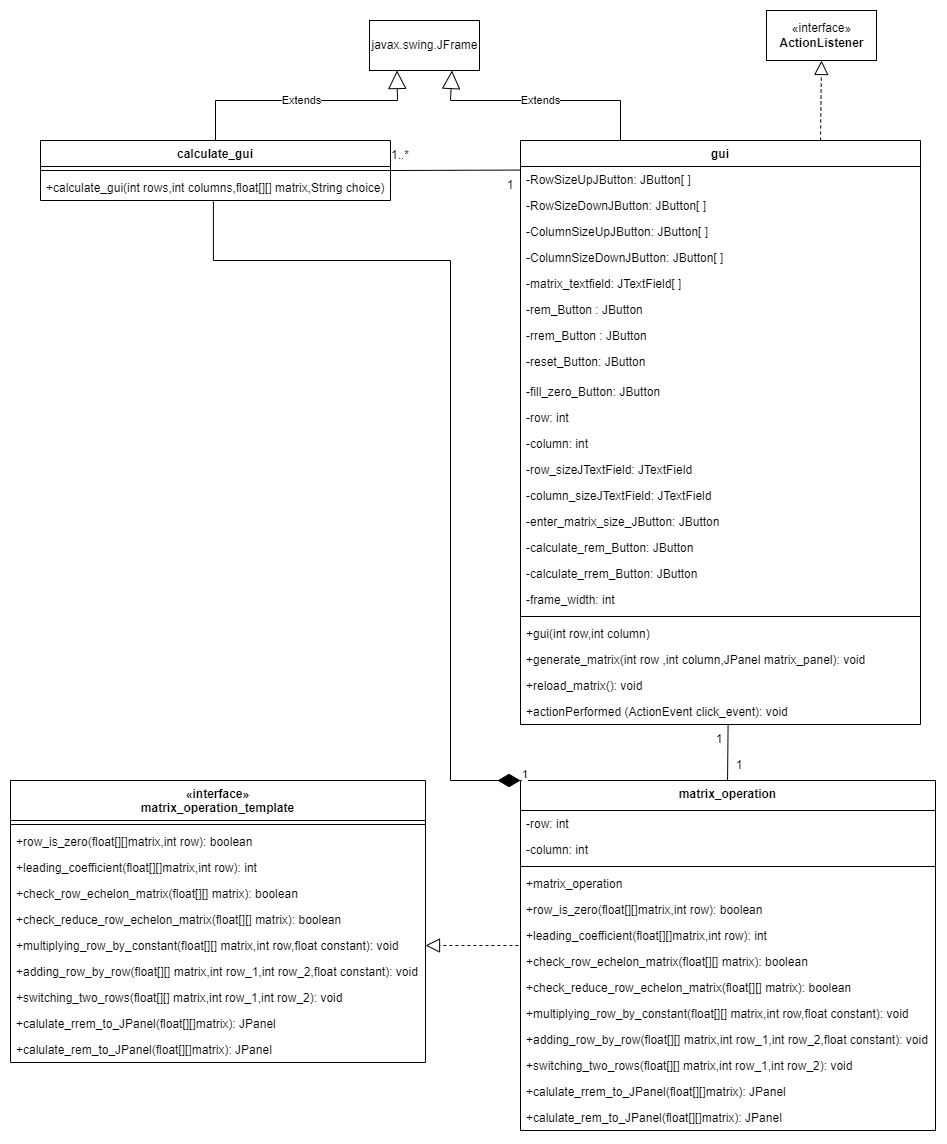 javax.swing.JFrame
«interface»
ActionListener
Extends
Extends
calculate_gui
+calculate_gui(int rows,int columns,float[][] matrix,String choice)
1..*
1
gui
-RowSizeUpJButton: JButton[ ]
-RowSizeDownJButton: JButton[ ]
-ColumnSizeUpJButton: JButton[ ]
-ColumnSizeDownJButton: JButton[ ]
-matrix_textfield: JTextField[ ]
-rem_Button : JButton
-rrem_Button : JButton
-reset_Button: JButton
-fill_zero_Button: JButton
-row: int
-column: int
-row_sizeJTextField: JTextField
-column_sizeJTextField: JTextField
-enter_matrix_size_JButton: JButton
-calculate_rem_Button: JButton
-calculate_rrem_Button: JButton
-frame_width: int
+gui(int row,int column)
+generate_matrix(int row ,int column,JPanel matrix_panel): void
+reload_matrix(): void
+actionPerformed (ActionEvent click_event): void
1
1
1
«interface»
matrix_operation_template
+row_is_zero(float[][]matrix,int row): boolean
+leading_coefficient(float[][]matrix,int row): int
+check_row_echelon_matrix(float[][] matrix): boolean
+check_reduce_row_echelon_matrix(float[][] matrix): boolean
+multiplying_row_by_constant(float[][] matrix,int row,float constant): void
+adding_row_by_row(float[][] matrix,int row_1,int row_2,float constant): void
+switching_two_rows(float[][] matrix,int row_1,int row_2): void
+calulate_rrem_to_JPanel(float[][]matrix): JPanel
+calulate_rem_to_JPanel(float[][]matrix): JPanel
matrix_operation
-row: int
-column: int
+matrix_operation
+row_is_zero(float[][]matrix,int row): boolean
+leading_coefficient(float[][]matrix,int row): int
+check_row_echelon_matrix(float[][] matrix): boolean
+check_reduce_row_echelon_matrix(float[][] matrix): boolean
+multiplying_row_by_constant(float[][] matrix,int row,float constant): void
+adding_row_by_row(float[][] matrix,int row_1,int row_2,float constant): void
+switching_two_rows(float[][] matrix,int row_1,int row_2): void
+calulate_rrem_to_JPanel(float[][]matrix): JPanel
+calulate_rem_to_JPanel(float[][]matrix): JPanel